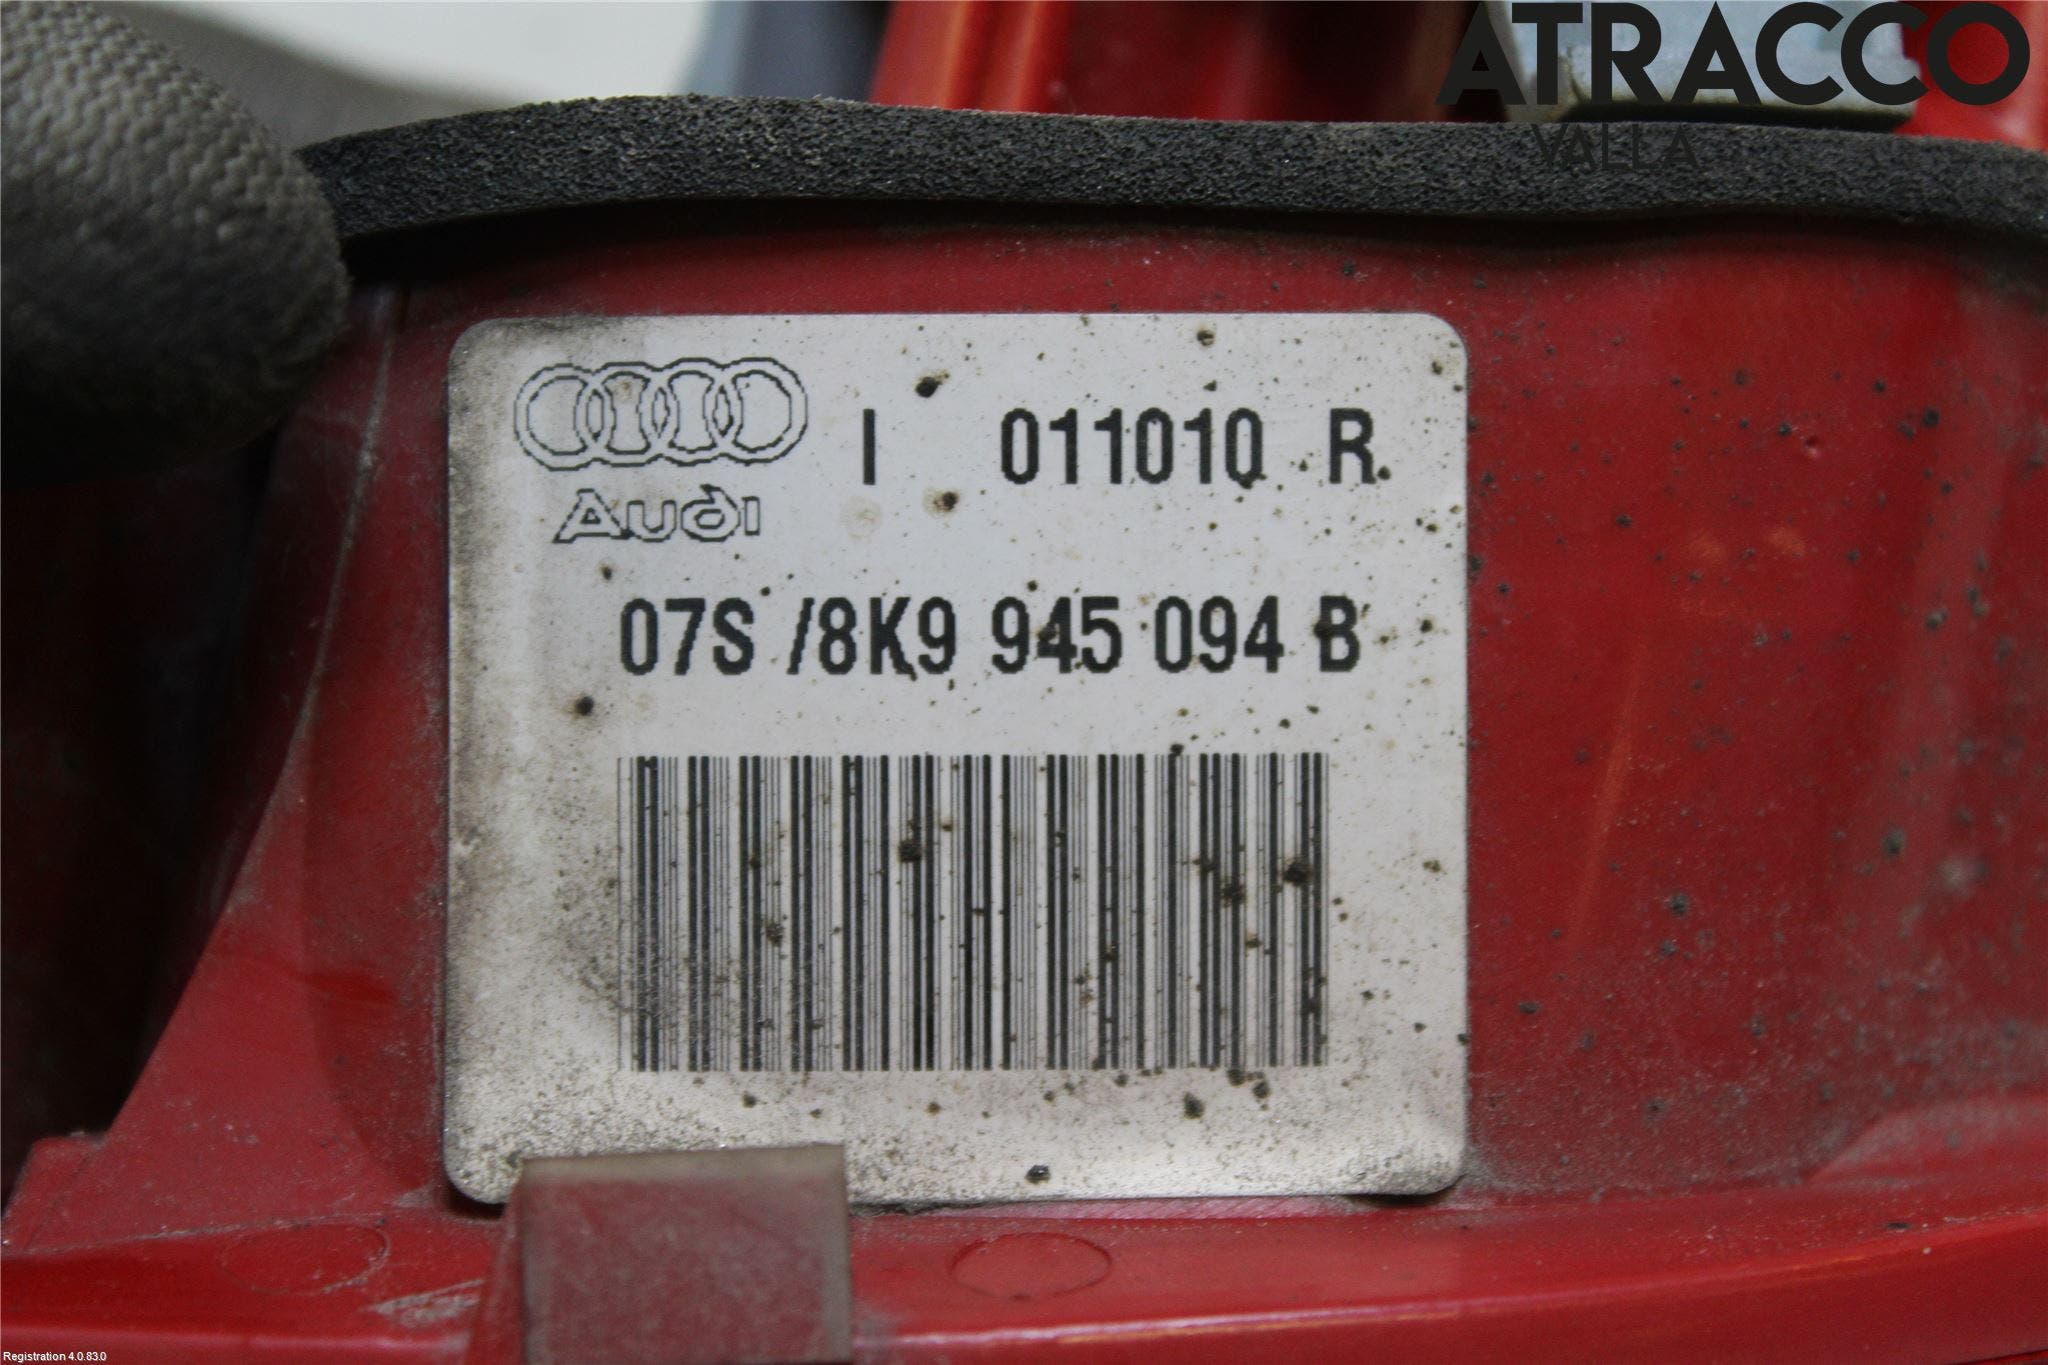 ATRACCO
VALLA
I 011010 R
Audi
07S /8K9 945 094 B
Registration 4.0.83.0